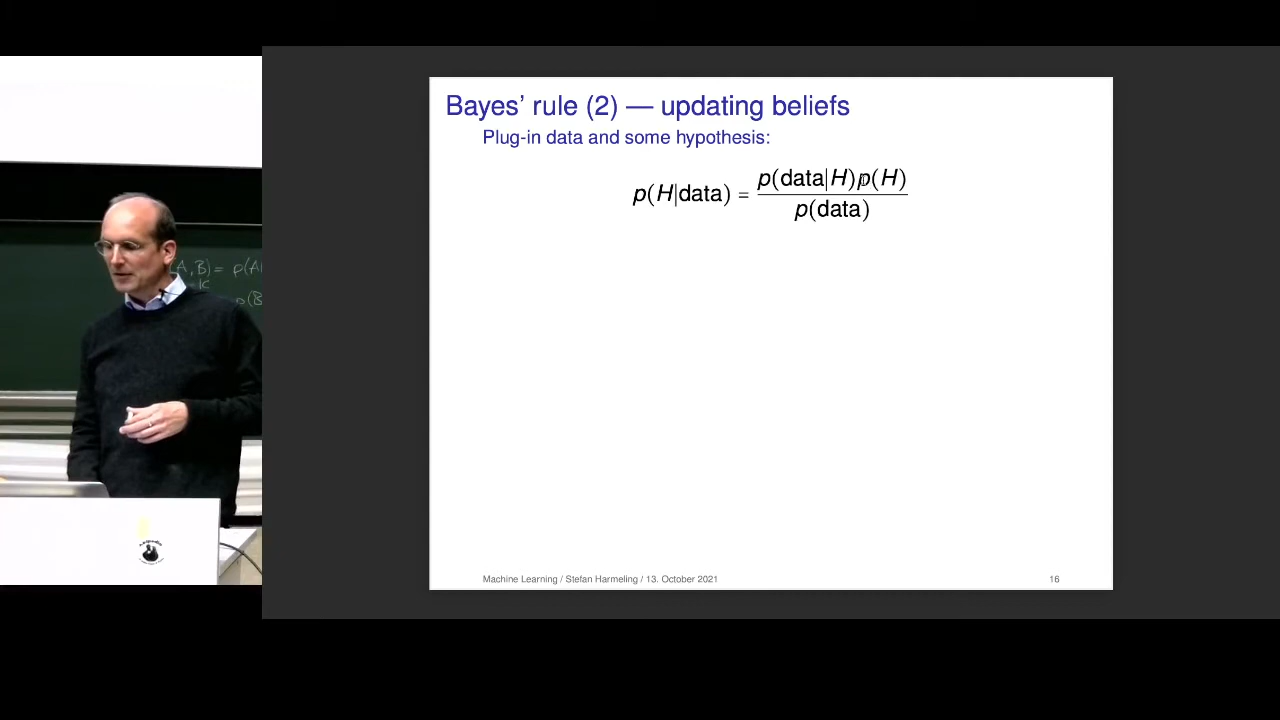 Bayes’ rule (2) — updating beliefs
Plug-in data and some hypothesis:
p(H|data) = p(data|H)p(H) / p(data)
Machine Learning / Stefan Harmeling / 13. October 2021
16
A, B) = p(A
p(B